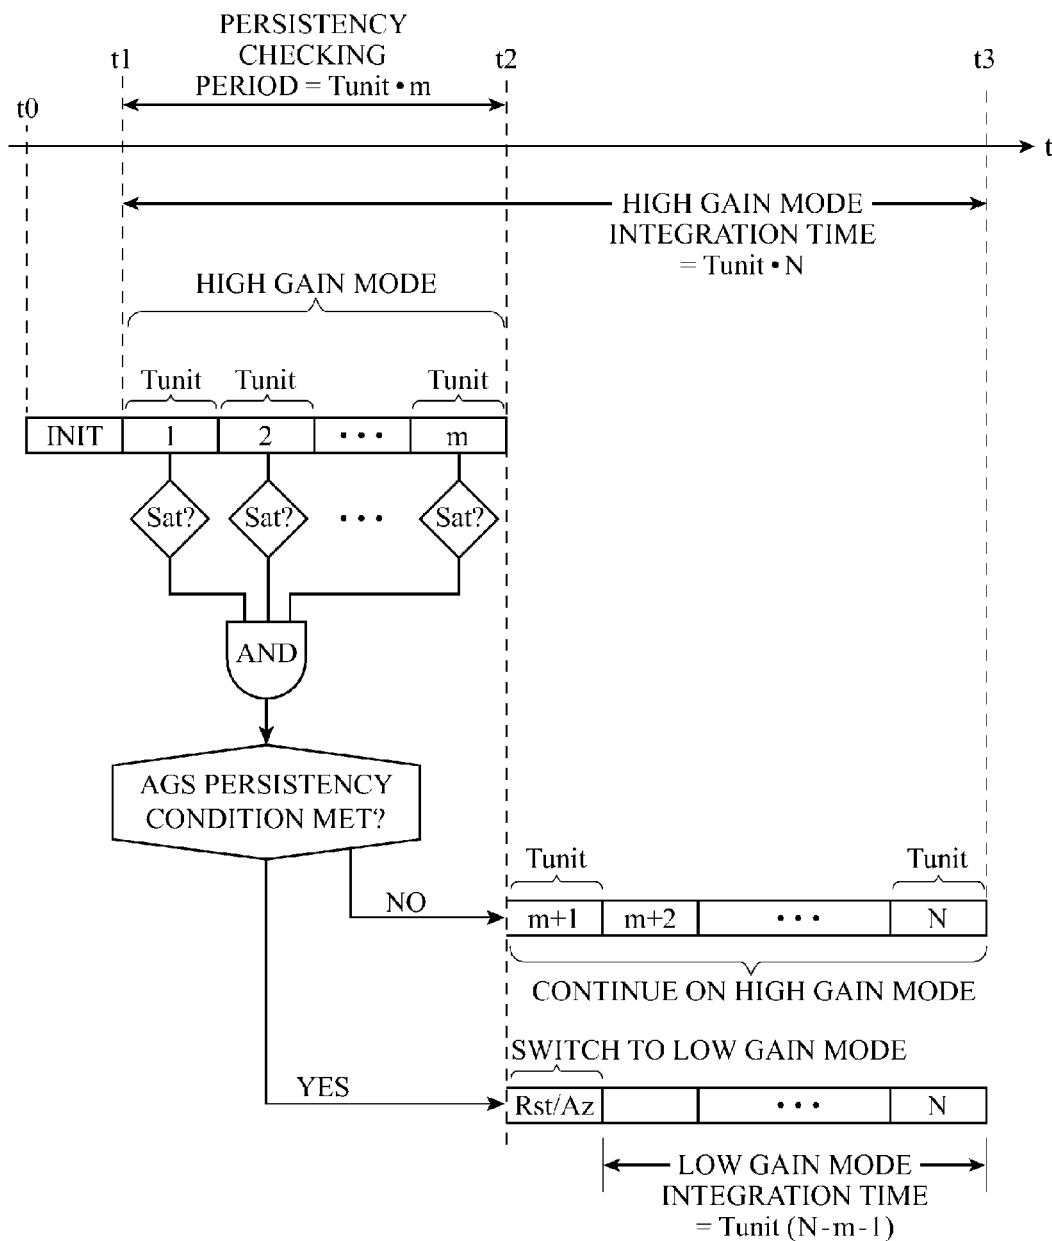 PERSISTENCY
CHECKING
PERIOD = Tunit • m
t0
t1
t2
t3
t
HIGH GAIN MODE
INTEGRATION TIME
= Tunit • N
HIGH GAIN MODE
Tunit
Tunit
Tunit
INIT
1
2
• • •
m
Sat?
Sat?
• • •
Sat?
AND
AGS PERSISTENCY
CONDITION MET?
NO
Tunit
Tunit
m+1
m+2
• • •
N
CONTINUE ON HIGH GAIN MODE
SWITCH TO LOW GAIN MODE
YES
Rst/Az
• • •
N
LOW GAIN MODE
INTEGRATION TIME
= Tunit (N-m-1)